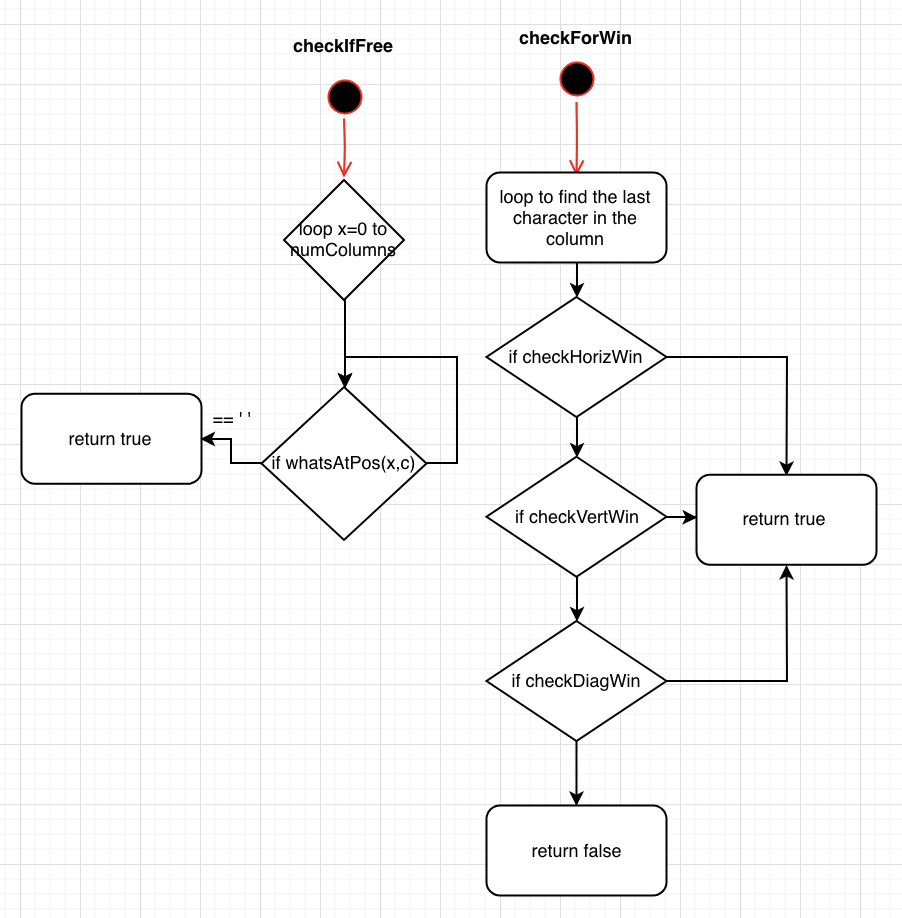 checkIfFree
loop x=0 to
numColumns
== ' '
return true
if whatsAtPos(x,c)
checkForWin
loop to find the last
character in the
column
if checkHorizWin
if checkVertWin
return true
if checkDiagWin
return false